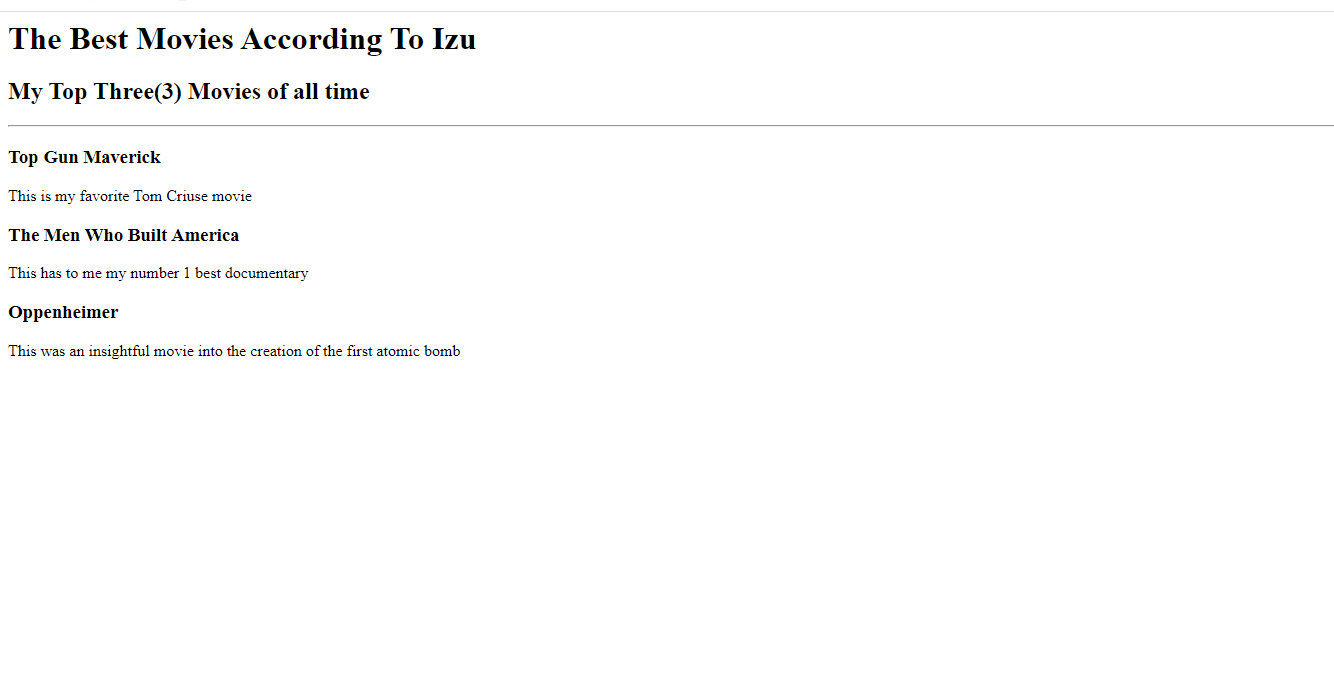 The Best Movies According To Izu
My Top Three(3) Movies of all time
Top Gun Maverick
This is my favorite Tom Criuse movie
The Men Who Built America
This has to me my number 1 best documentary
Oppenheimer
This was an insightful movie into the creation of the first atomic bomb